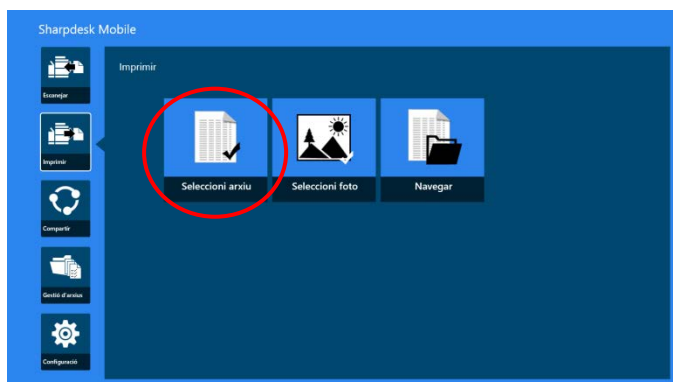 Sharpdesk Mobile
Escanejar
Imprimir
Compartir
Gestió d'arxius
Configuració
Imprimir
Seleccioni arxiu
Seleccioni foto
Navegar